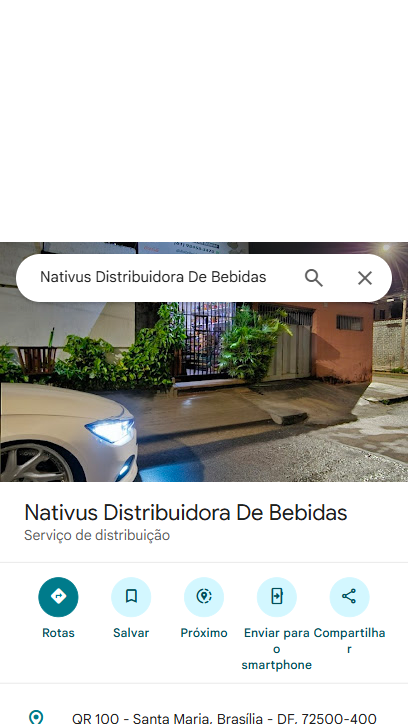 Nativus Distribuidora De Bebidas
Nativus Distribuidora De Bebidas
Serviço de distribuição
Rotas
Salvar
Próximo
Enviar para o smartphone
Compartilhar
QR 100 - Santa Maria, Brasília - DF, 72500-400